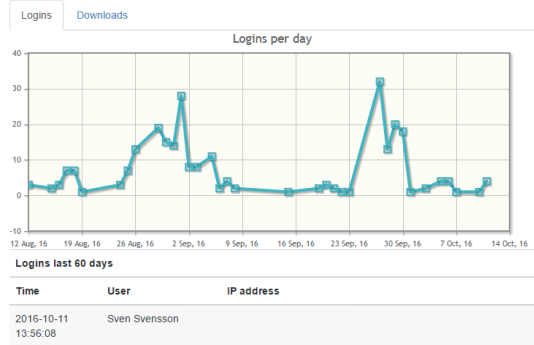 Logins Downloads
Logins per day
40
30
20
10
0
-10
12 Aug, 16 19 Aug, 16 26 Aug, 16 2 Sep, 16 9 Sep, 16 16 Sep, 16 23 Sep, 16 30 Sep, 16 7 Oct, 16 14 Oct, 16
Logins last 60 days
Time User IP address
2016-10-11 Sven Svensson
13:56:08